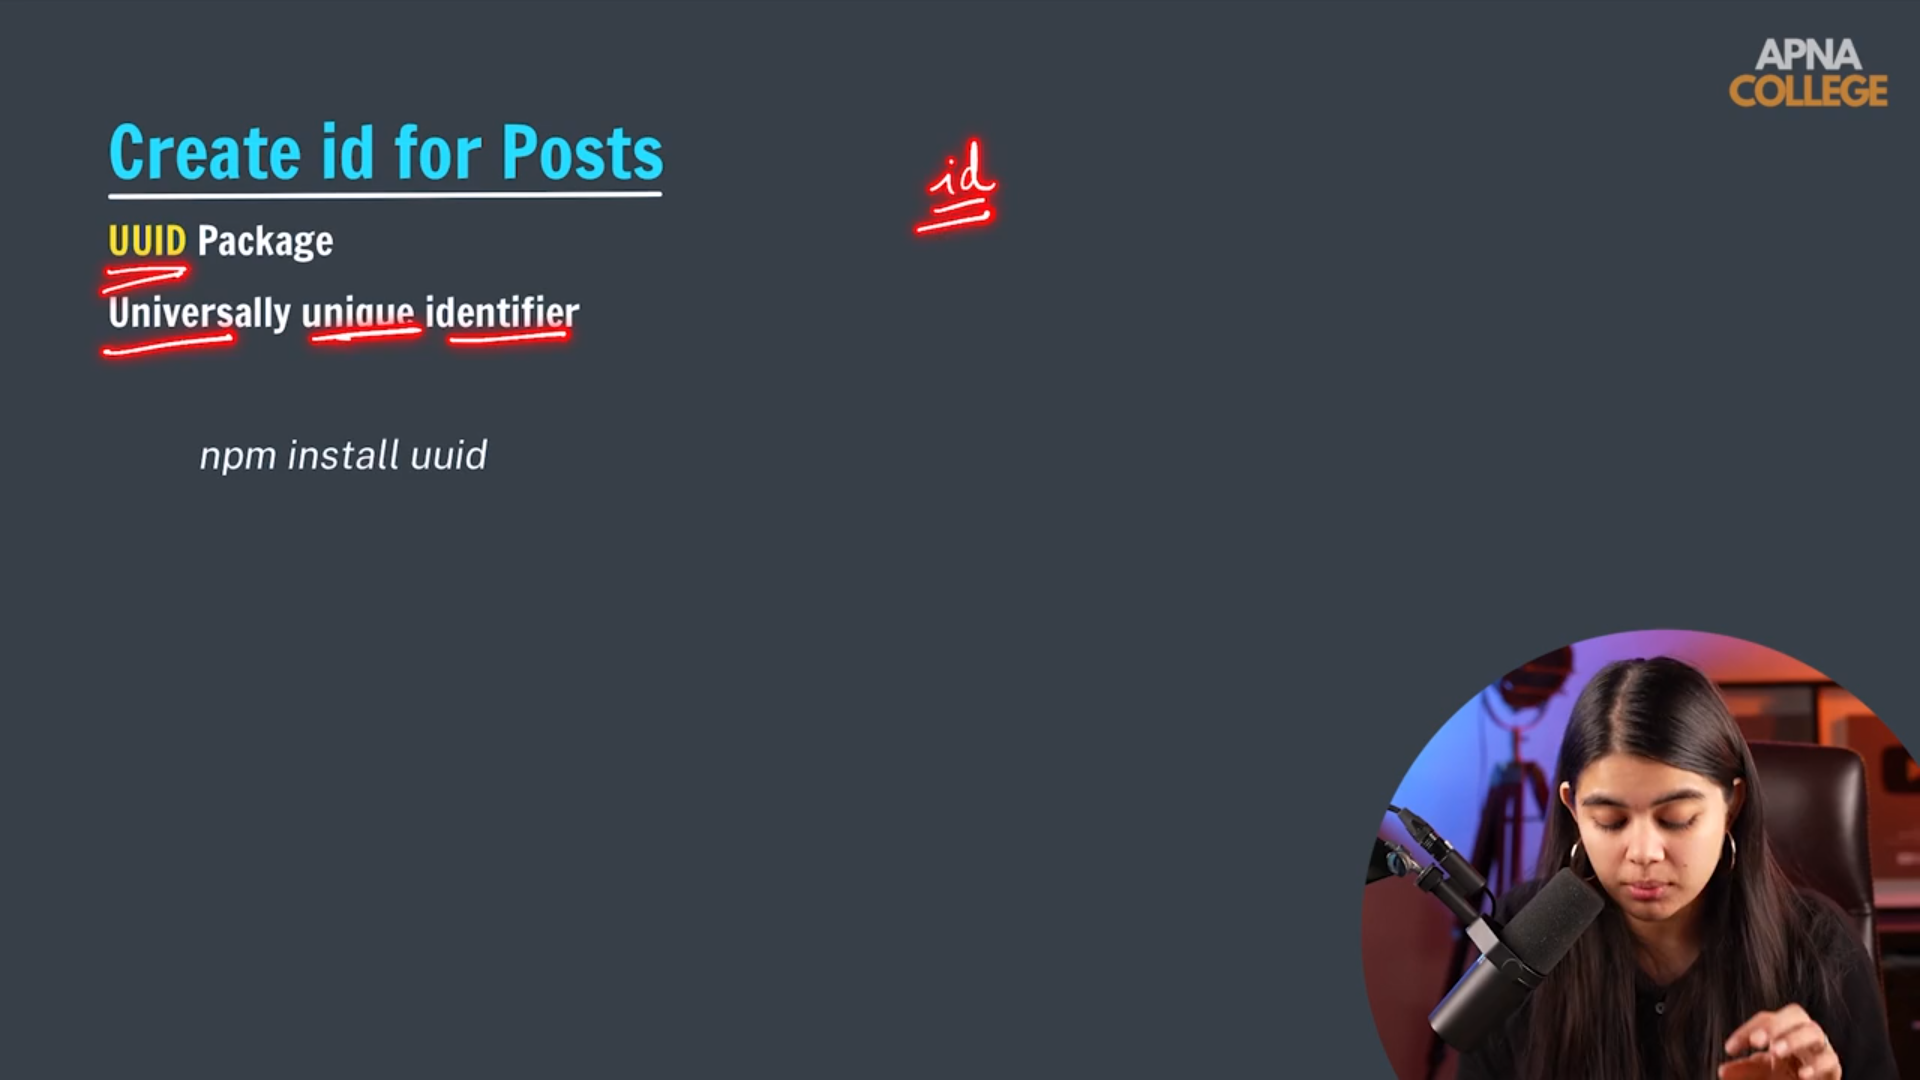 APNA
COLLEGE
Create id for Posts
id
UUID Package
Universally unique identifier
npm install uuid